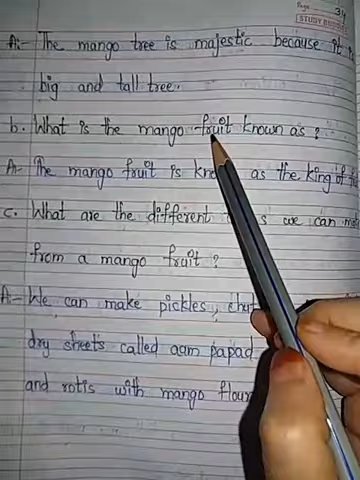 Page 34
STUDY BUDDY
A:- The mango tree is majestic because it
big and tall tree.
b. What is the mango fruit known as ?
A- The mango fruit is as the king of
c. What are the different we can
from a mango fruit ?
A:- We can make pickles,
dry sheets called aam papad
and rotis with mango flour